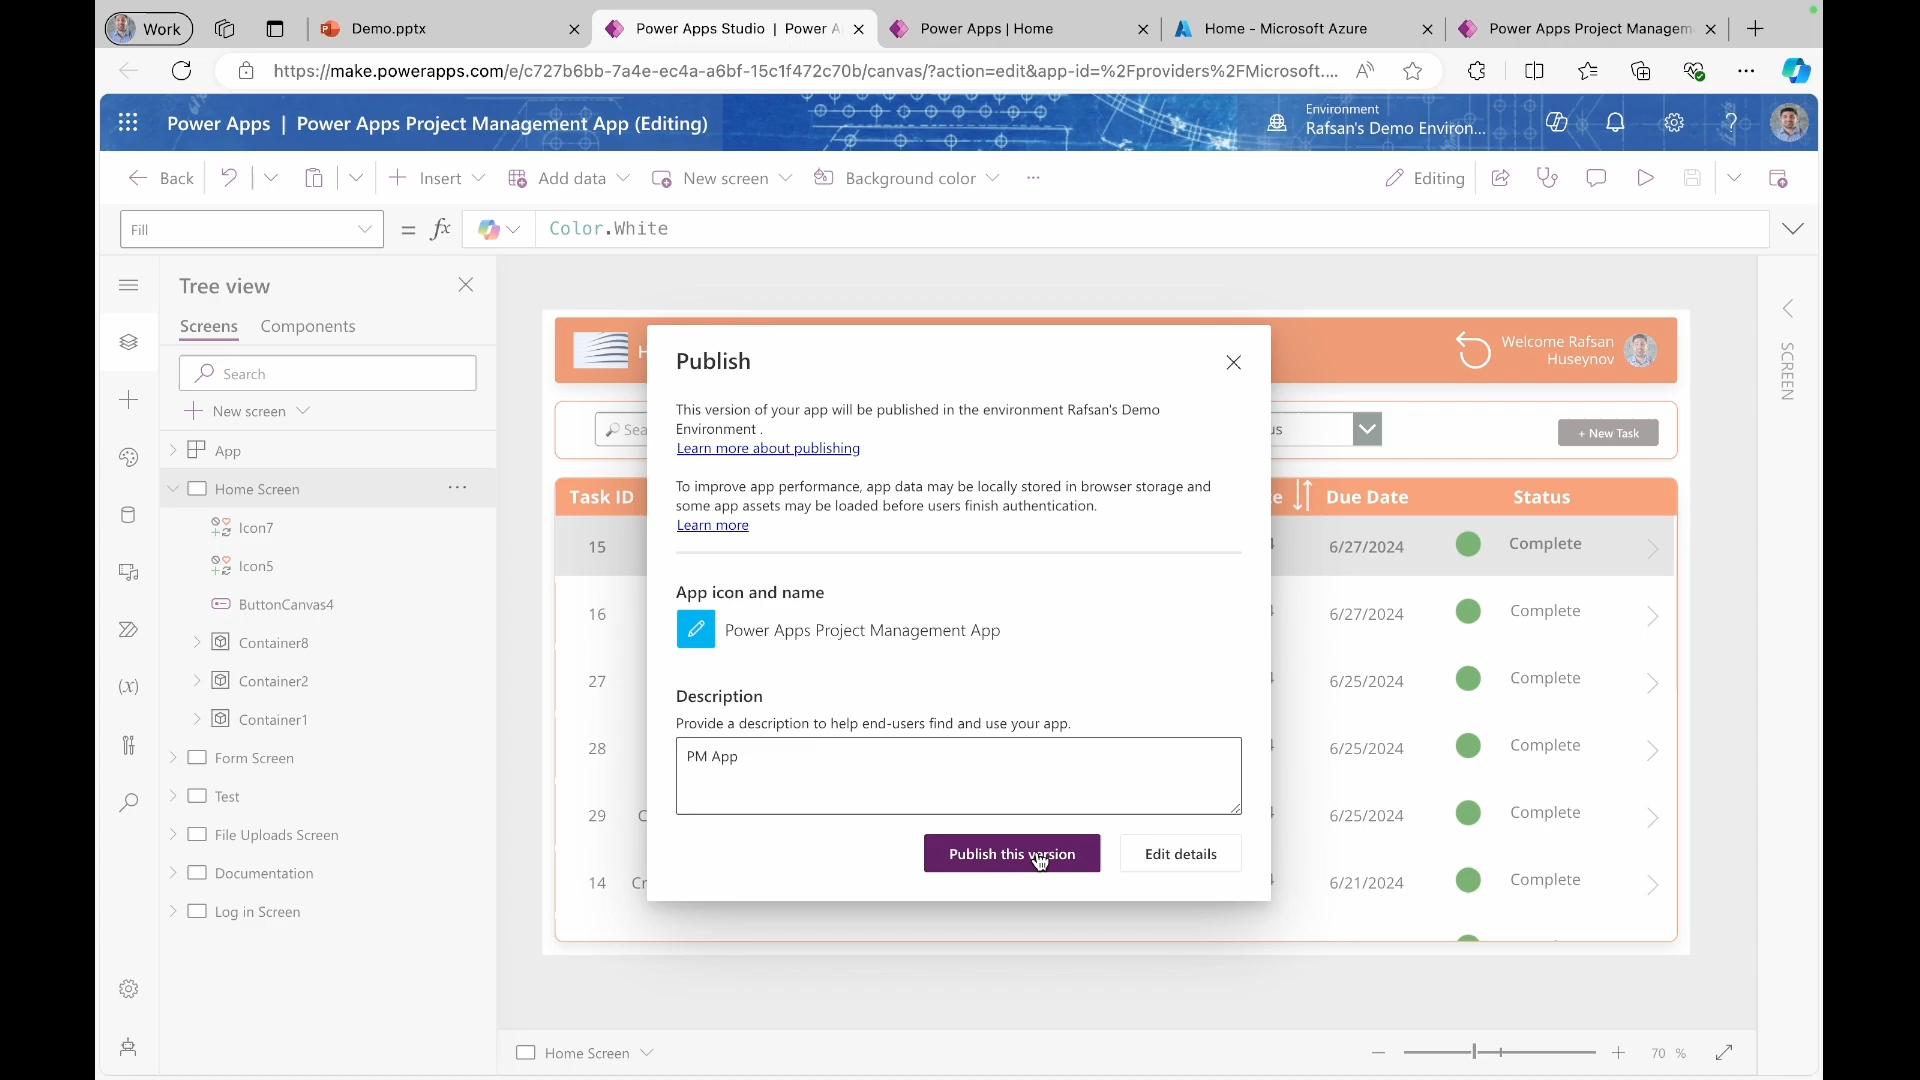 Work
Demo.pptx
Power Apps Studio | Power A
Power Apps | Home
Home - Microsoft Azure
Power Apps Project Managem
https://make.powerapps.com/e/c727b6bb-7a4e-ec4a-a6bf-15c1f472c70b/canvas/?action=edit&app-id=%2Fproviders%2FMicrosoft....
Power Apps | Power Apps Project Management App (Editing)
Environment
Rafsan's Demo Environ...
Back
Insert
Add data
New screen
Background color
Editing
Fill
= fx
Color.White
Tree view
Screens
Components
Search
New screen
App
Home Screen
Icon7
Icon5
ButtonCanvas4
Container8
Container2
Container1
Form Screen
Test
File Uploads Screen
Documentation
Log in Screen
SCREEN
Welcome Rafsan
Huseynov
+ New Task
Task ID
Due Date
Status
15
6/27/2024
Complete
16
6/27/2024
Complete
27
6/25/2024
Complete
28
6/25/2024
Complete
29
6/25/2024
Complete
14
6/21/2024
Complete
Publish
This version of your app will be published in the environment Rafsan's Demo
Environment .
Learn more about publishing
To improve app performance, app data may be locally stored in browser storage and
some app assets may be loaded before users finish authentication.
Learn more
App icon and name
Power Apps Project Management App
Description
Provide a description to help end-users find and use your app.
PM App
Publish this version
Edit details
Home Screen
70 %